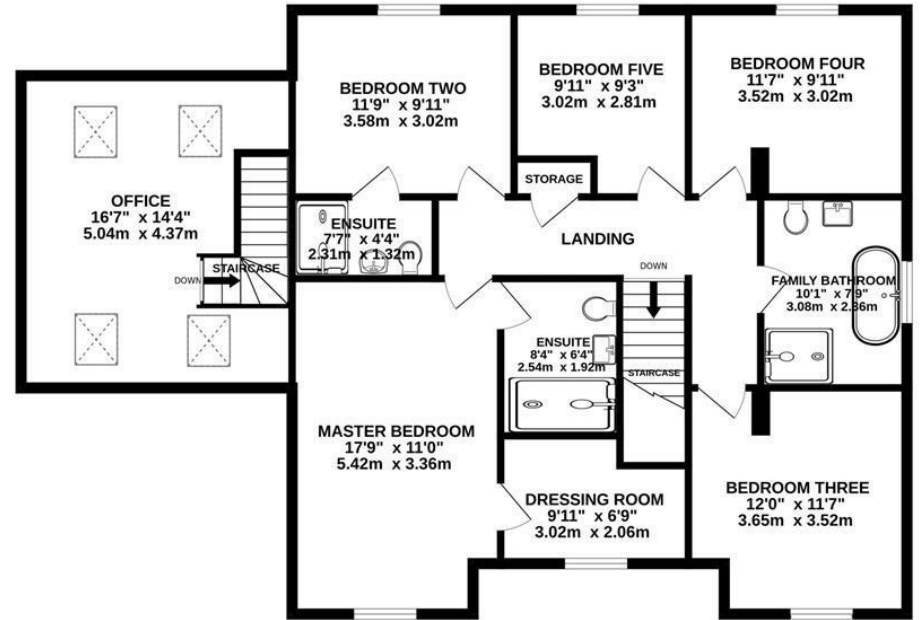 BEDROOM TWO
11'9" x 9'11"
3.58m x 3.02m
BEDROOM FIVE
9'11" x 9'3"
3.02m x 2.81m
BEDROOM FOUR
11'7" x 9'11"
3.52m x 3.02m
STORAGE
OFFICE
16'7" x 14'4"
5.04m x 4.37m
ENSUITE
7'7" x 4'4"
2.31m x 1.32m
LANDING
DOWN
STAIRCASE
DOWN
FAMILY BATHROOM
10'1" x 7'9"
3.08m x 2.36m
ENSUITE
8'4" x 6'4"
2.54m x 1.92m
STAIRCASE
MASTER BEDROOM
17'9" x 11'0"
5.42m x 3.36m
DRESSING ROOM
9'11" x 6'9"
3.02m x 2.06m
BEDROOM THREE
12'0" x 11'7"
3.65m x 3.52m